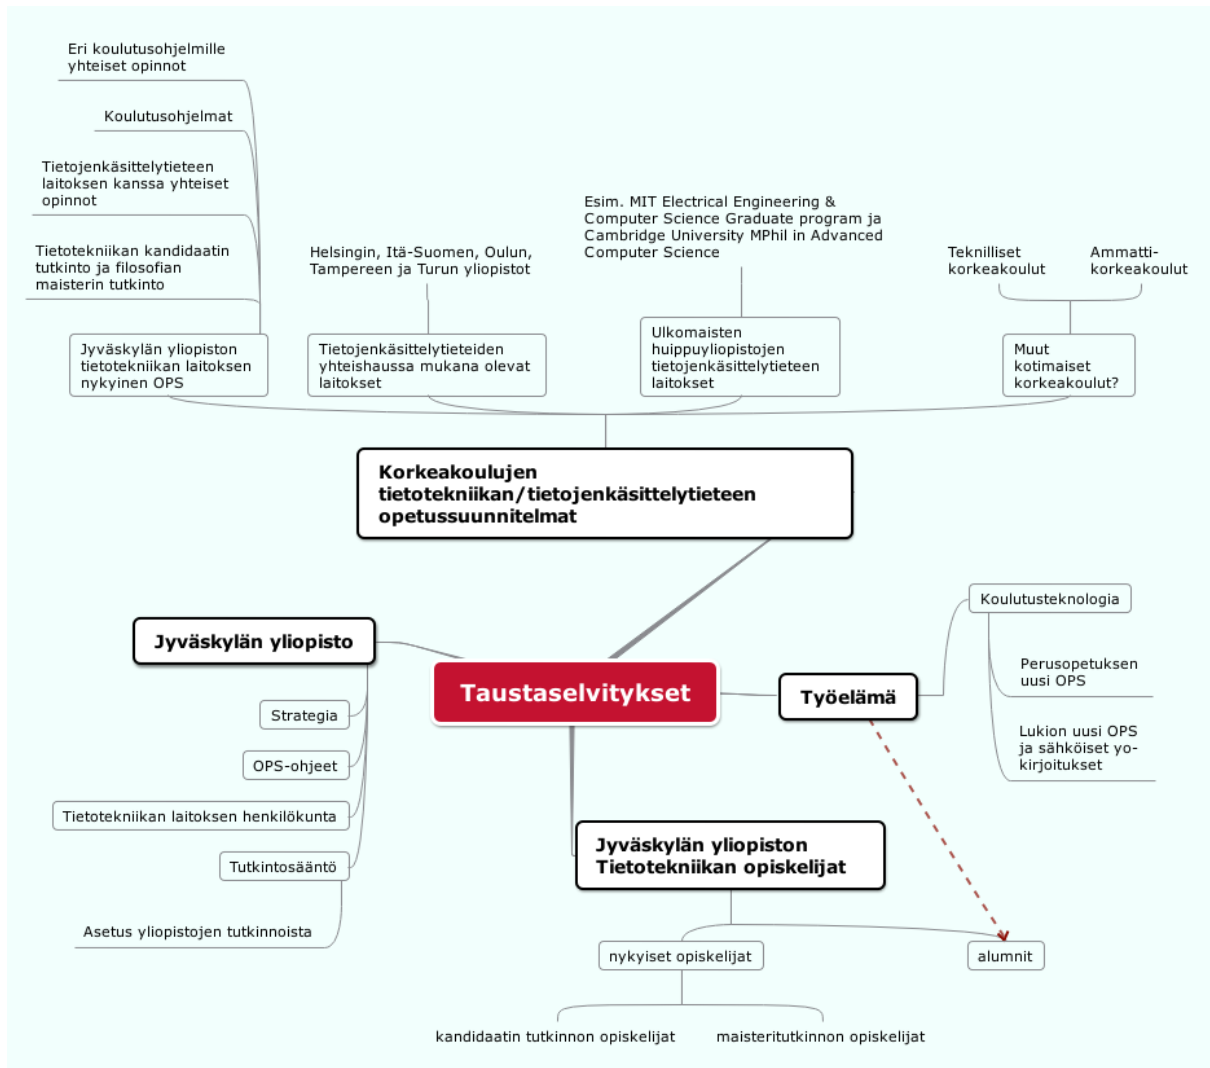 Eri koulutusohjelmille
yhteiset opinnot
Koulutusohjelmat
Tietojenkäsittelytieteen
laitoksen kanssa yhteiset
opinnot
Tietotekniikan kandidaatin
tutkinto ja filosofian
maisterin tutkinto
Jyväskylän yliopiston
tietotekniikan laitoksen
nykyinen OPS
Helsingin, Itä-Suomen, Oulun,
Tampereen ja Turun yliopistot
Tietojenkäsittelytieteiden
yhteishaussa mukana olevat
laitokset
Esim. MIT Electrical Engineering &
Computer Science Graduate program ja
Cambridge University MPhil in Advanced
Computer Science
Ulkomaisten
huippuyliopistojen
tietojenkäsittelytieteen
laitokset
Teknilliset
korkeakoulut
Ammatti-
korkeakoulut
Muut
kotimaiset
korkeakoulut?
Korkeakoulujen
tietotekniikan/tietojenkäsittelytieteen
opetussuunnitelmat
Jyväskylän yliopisto
Strategia
OPS-ohjeet
Tietotekniikan laitoksen henkilökunta
Tutkintosääntö
Asetus yliopistojen tutkinnoista
Taustaselvitykset
Työelämä
Koulutusteknologia
Perusopetuksen
uusi OPS
Lukion uusi OPS
ja sähköiset yo-
kirjoitukset
Jyväskylän yliopiston
Tietotekniikan opiskelijat
nykyiset opiskelijat
alumnit
kandidaatin tutkinnon opiskelijat
maisteritutkinnon opiskelijat